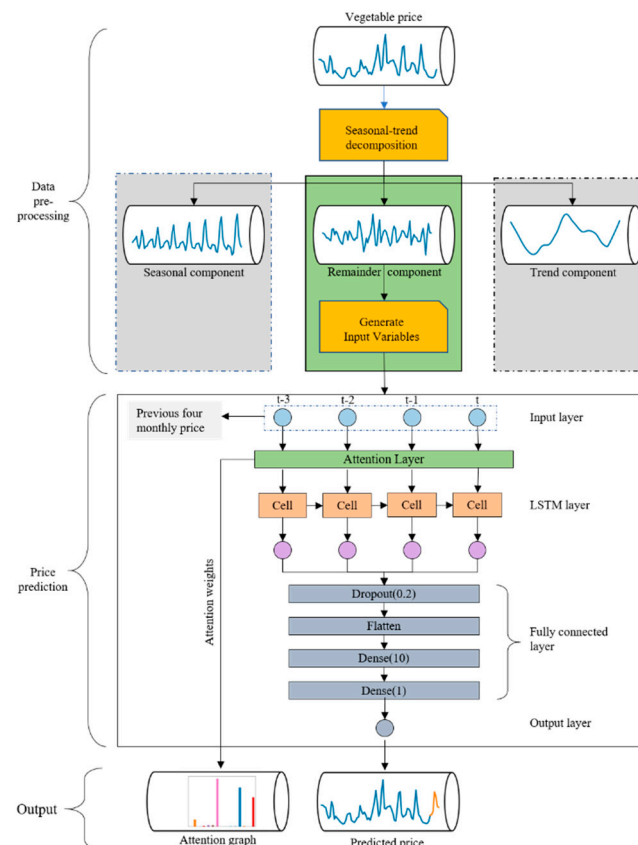 Vegetable price
Seasonal-trend
decomposition
Data
pre-
processing
Seasonal component
Remainder component
Trend component
Generate
Input Variables
t-3
t-2
t-1
t
Previous four
monthly price
Input layer
Attention Layer
Cell
Cell
Cell
Cell
LSTM layer
Price
prediction
Attention weights
Dropout(0.2)
Flatten
Dense(10)
Dense(1)
Fully connected
layer
Output layer
Output
Attention graph
Predicted price